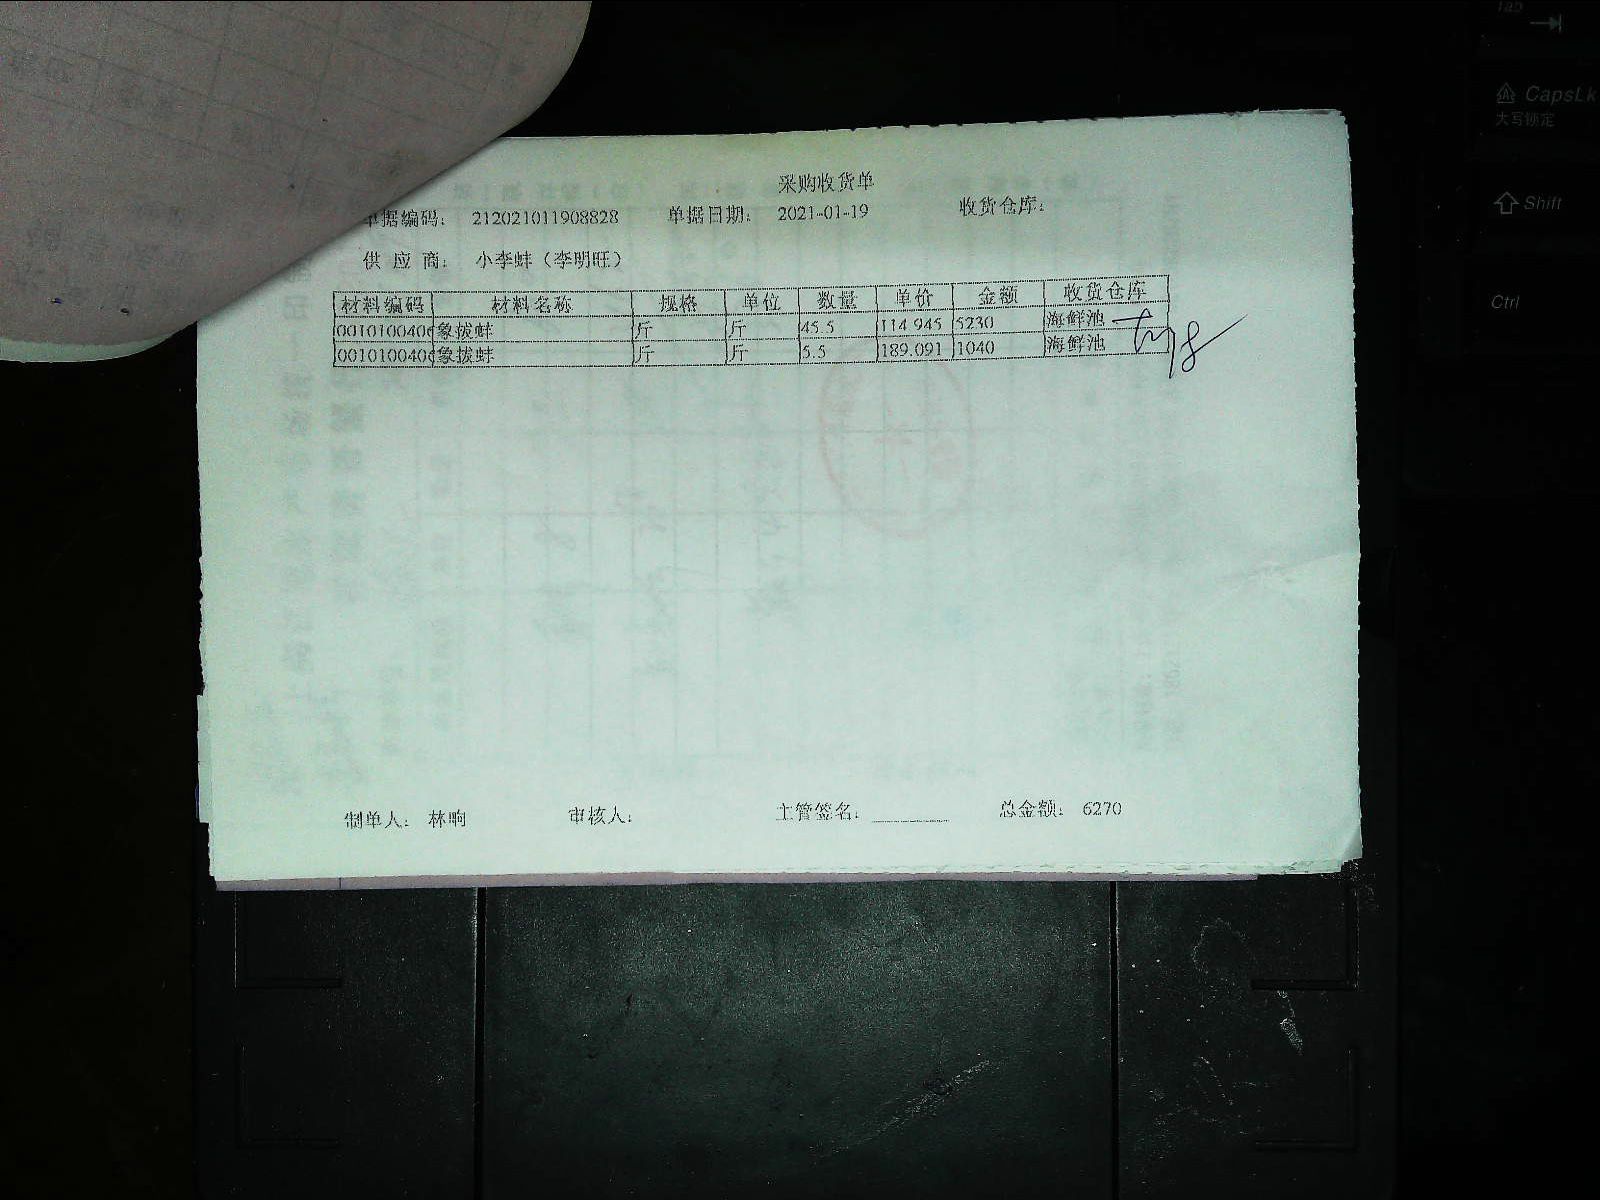 采购收货单
单据编码： 212021011908828 单据日期： 2021-01-19 收货仓库：
供 应 商： 小李蚌（李明旺）
材料编码 材料名称 规格 单位 数量 单价 金额 收货仓库
001010040 象拔蚌 斤 斤 45.5 114.945 5230 海鲜池
001010040 象拔蚌 斤 斤 5.5 189.091 1040 海鲜池
制单人： 林昫 审核人： 主管签名： 总金额： 6270
Tab
CapsLk
大写锁定
Shift
Ctrl